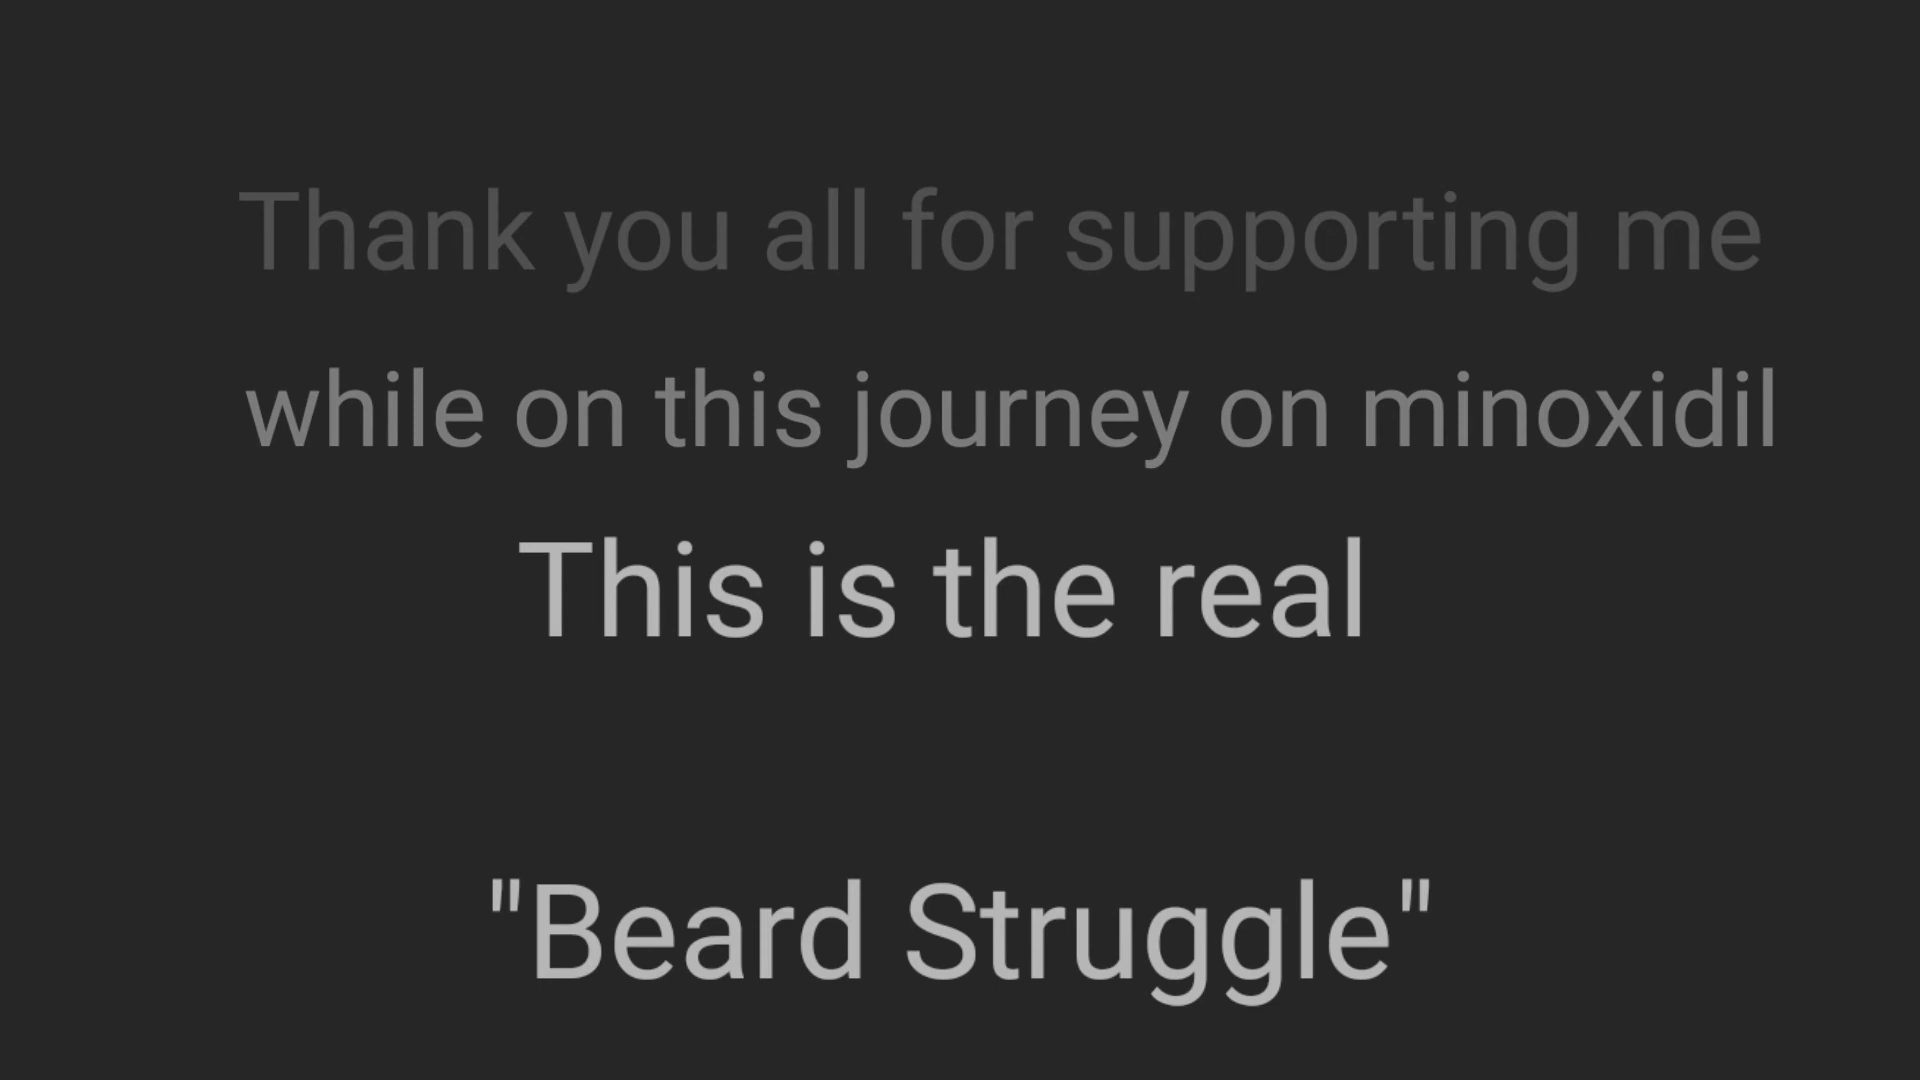 Thank you all for supporting me
while on this journey on minoxidil
This is the real
"Beard Struggle"